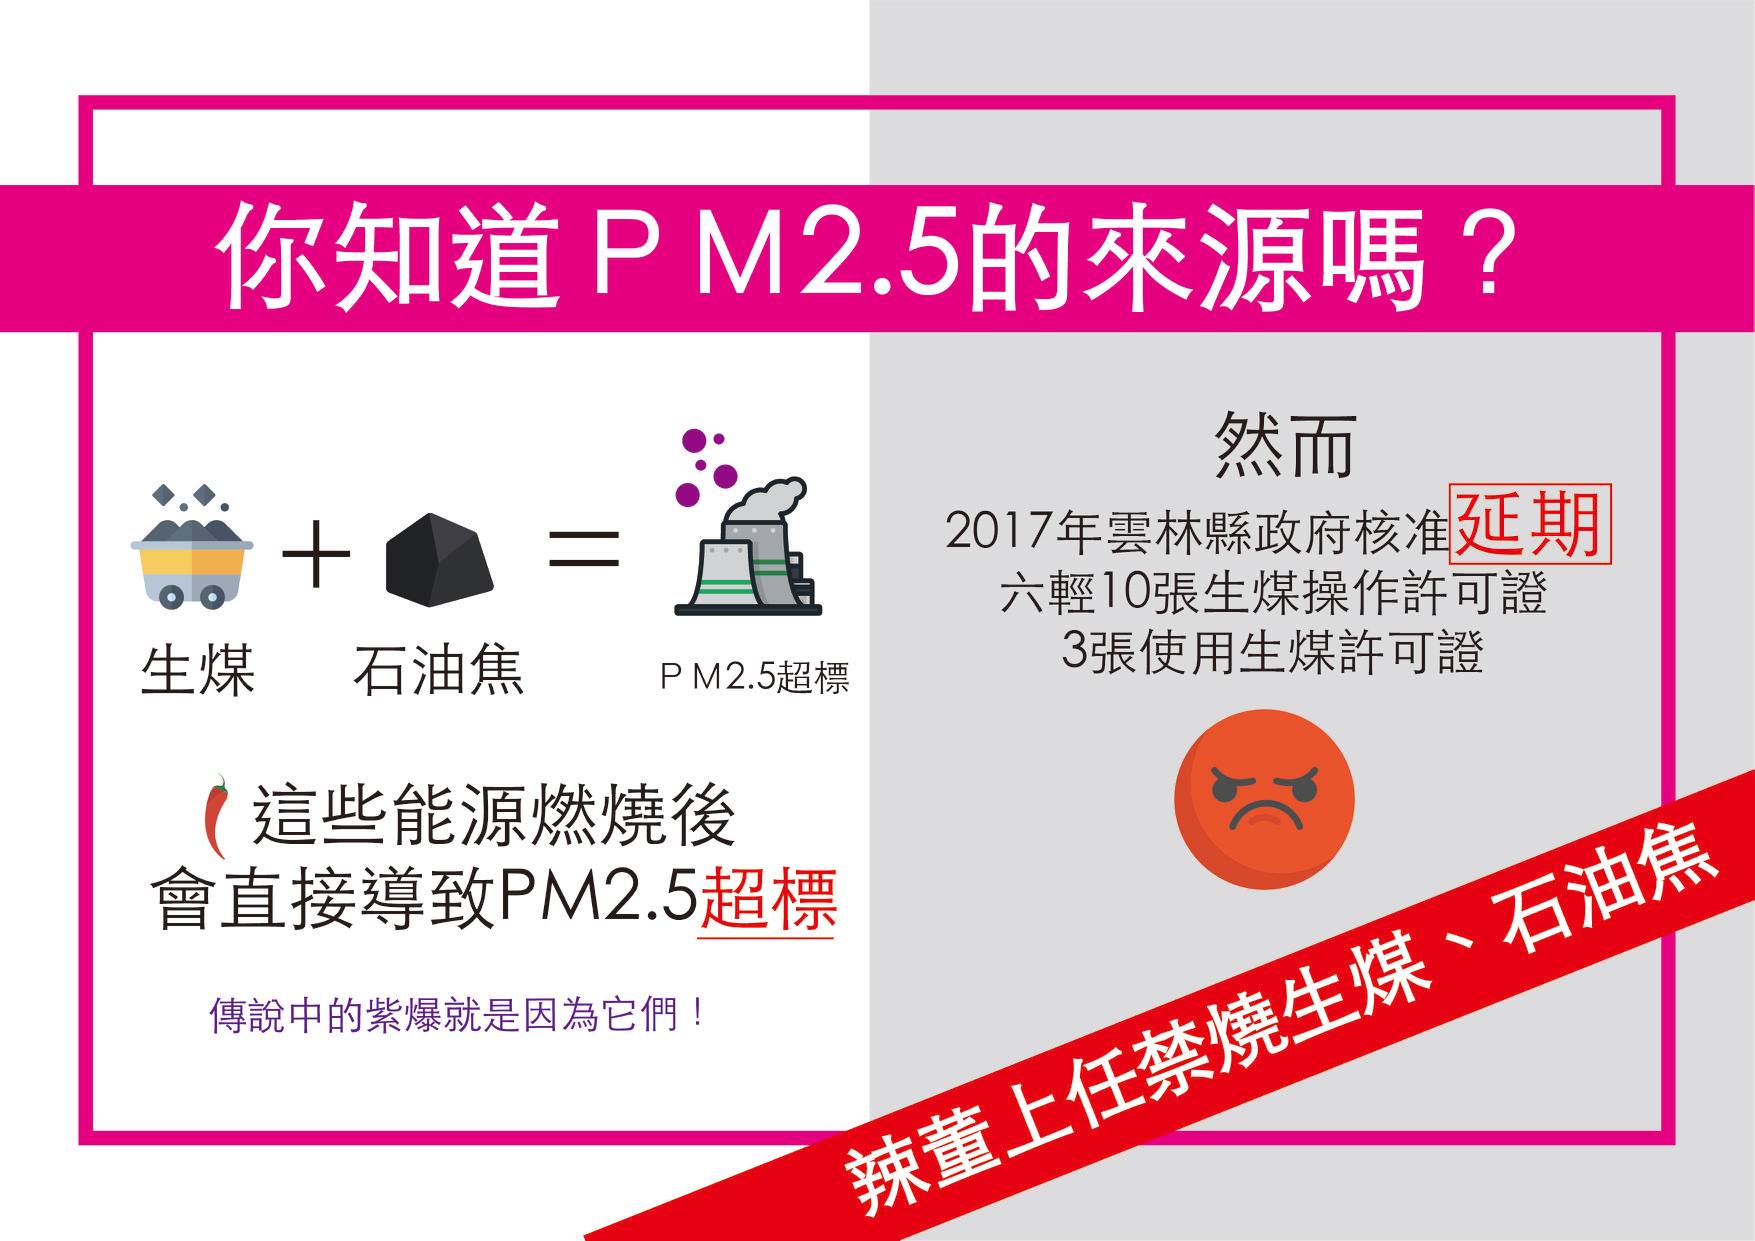 你知道PM2.5的來源嗎？
生煤
石油焦
PM2.5超標
這些能源燃燒後
會直接導致PM2.5超標
傳說中的紫爆就是因為它們！
然而
2017年雲林縣政府核准延期
六輕10張生煤操作許可證
3張使用生煤許可證
辣董上任禁燒生煤、石油焦